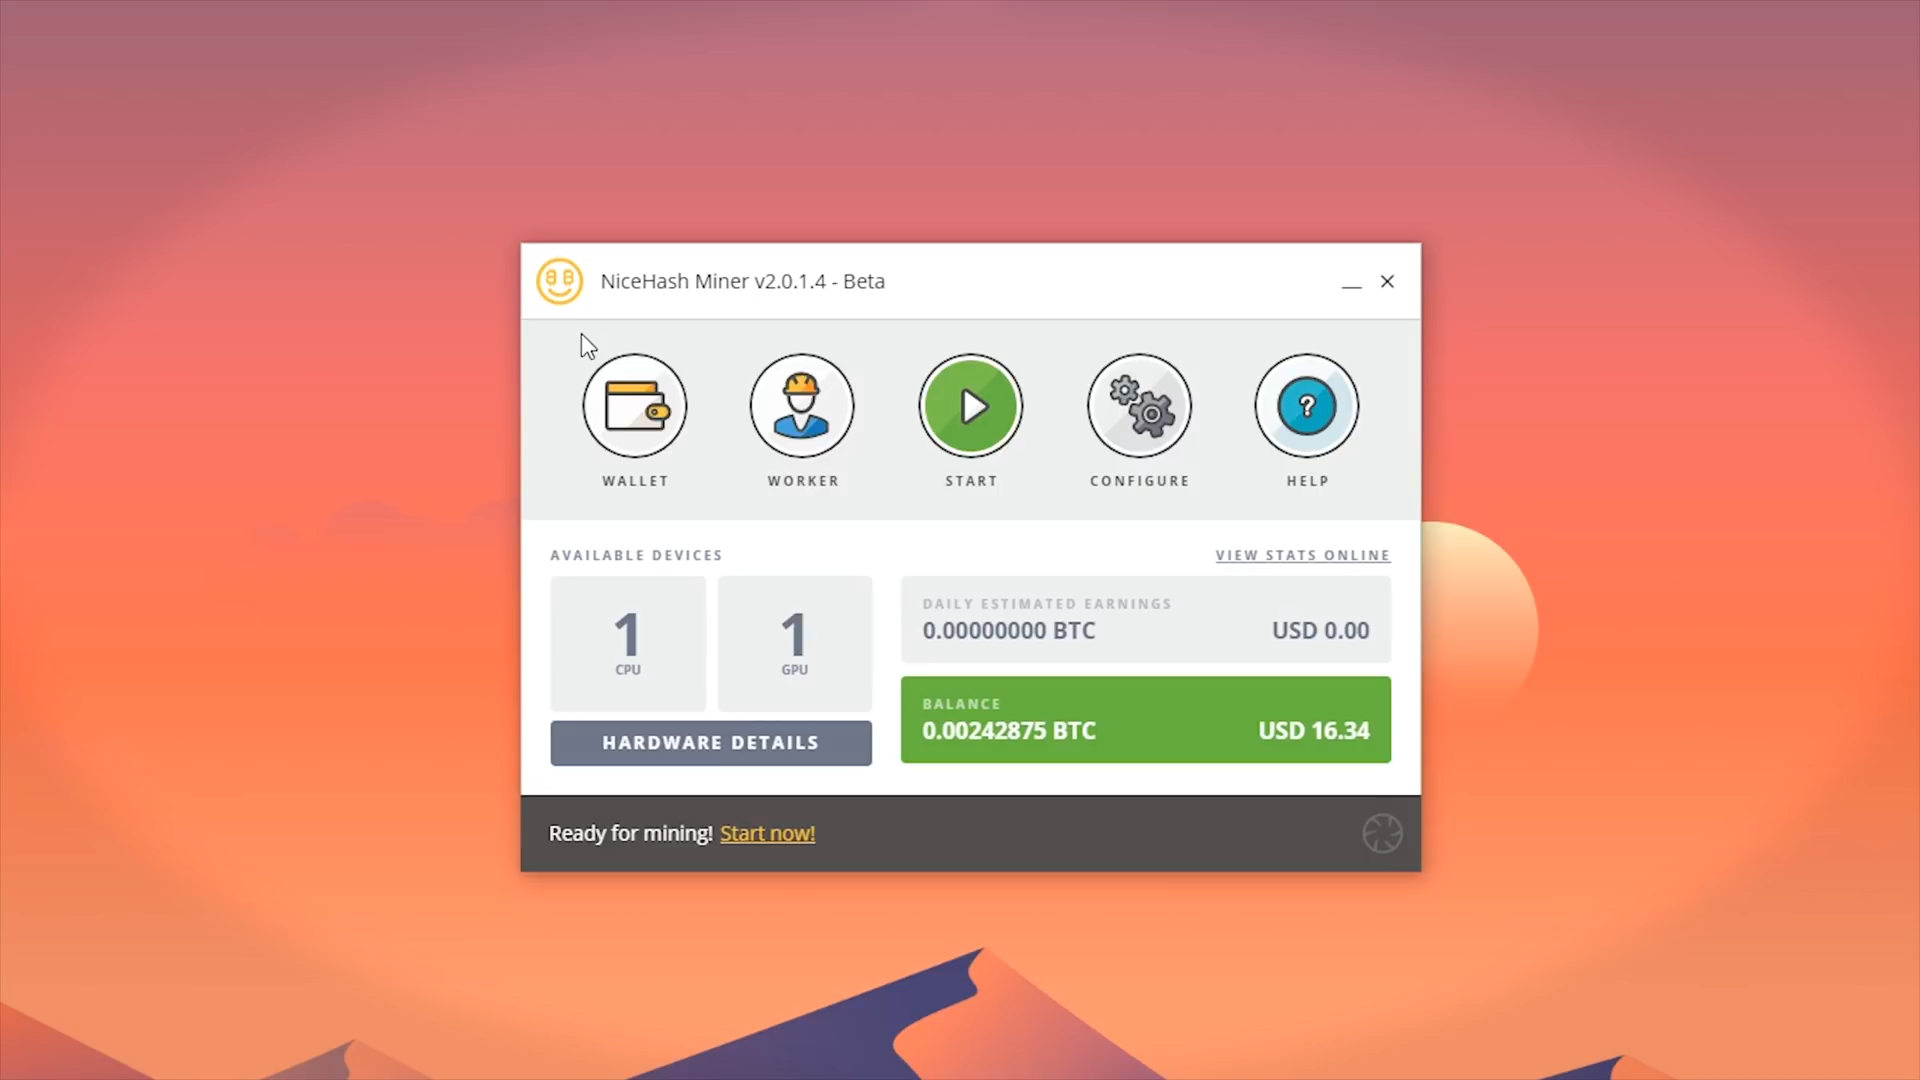 NiceHash Miner v2.0.1.4 - Beta
WALLET
WORKER
START
CONFIGURE
HELP
AVAILABLE DEVICES
VIEW STATS ONLINE
1
CPU
1
GPU
HARDWARE DETAILS
DAILY ESTIMATED EARNINGS
0.00000000 BTC USD 0.00
BALANCE
0.00242875 BTC USD 16.34
Ready for mining! Start now!